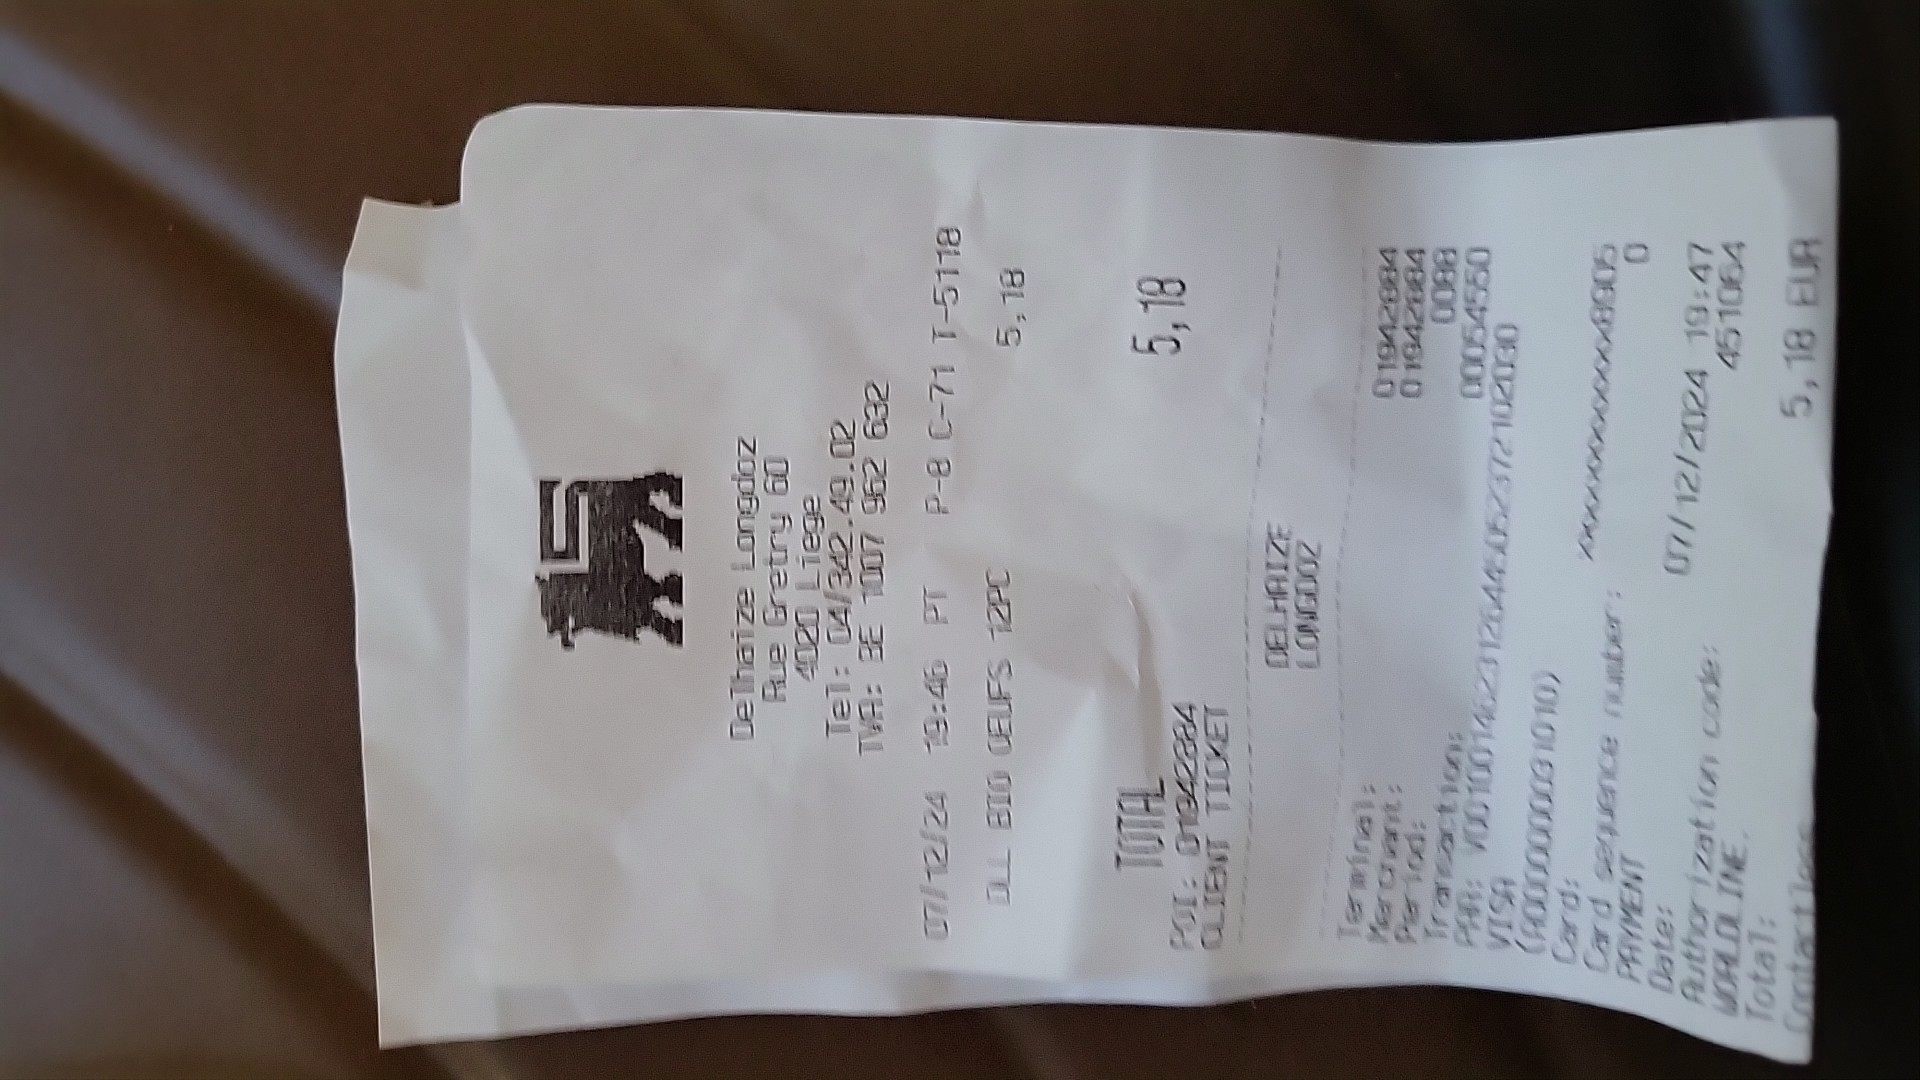 Delhaize Longdoz
Rue Gretry 60
4020 Liege
Tel: 04/342.49.02
TVA: BE 1007 962 632
07/12/24 19:46 PT P-8 C-71 T-5118
DLL BIO OEUFS 12PC 5,18
TOTAL 5,18
POI: 01942884
CLIENT TICKET
DELHAIZE
LONGDOZ
Terminal: 01942884
Merchant: 01942884
Period: 0088
Transaction: 00054550
PAR:
VISA
(A0000000031010)
Card: xxxxxxxxxxxx8905
Card sequence number: 0
PAYMENT
Date: 07/12/2024 19:47
Authorization code: 451064
WORLDLINE.
Total: 5,18 EUR
Contactless